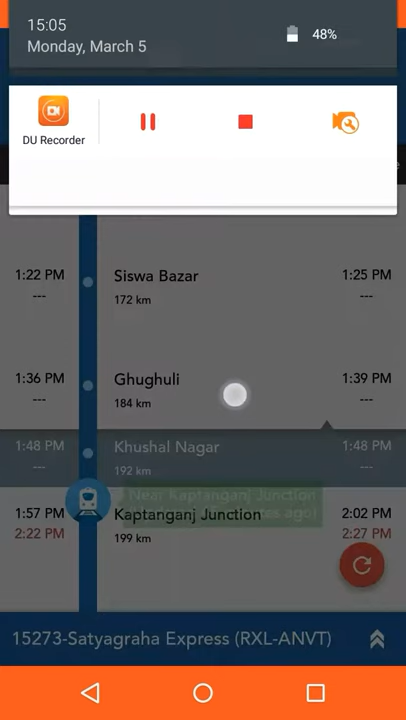 15:05
48%
Monday, March 5
DU Recorder
1:22 PM Siswa Bazar 1:25 PM
--- 172 km ---
1:36 PM Ghughuli 1:39 PM
--- 184 km ---
1:48 PM Khushal Nagar 1:48 PM
--- 192 km ---
Near Kaptanganj Junction
1:57 PM Kaptanganj Junction 2:02 PM
2:22 PM 199 km 2:27 PM
15273-Satyagraha Express (RXL-ANVT)